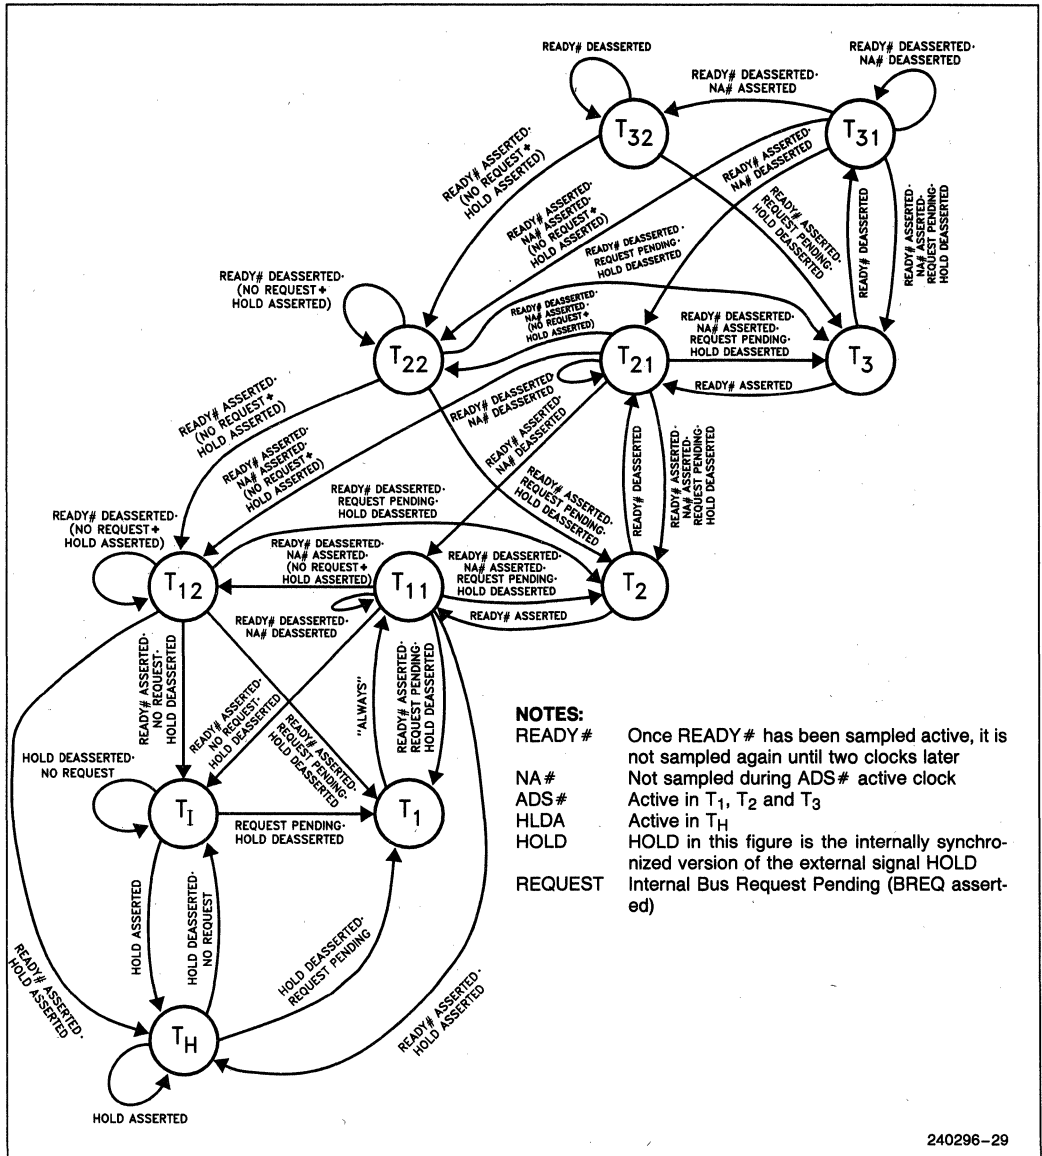 READY# DEASSERTED
READY# DEASSERTED·
NA# DEASSERTED
READY# DEASSERTED·
NA# ASSERTED
T32
T31
READY# ASSERTED·
(NO REQUEST +
HOLD ASSERTED)
READY# ASSERTED·
NA# DEASSERTED
READY# ASSERTED·
NA# ASSERTED·
(NO REQUEST +
HOLD ASSERTED)
READY# ASSERTED·
REQUEST PENDING·
HOLD DEASSERTED
READY# DEASSERTED
READY# ASSERTED·
NA# ASSERTED·
REQUEST PENDING·
HOLD DEASSERTED
READY# DEASSERTED·
REQUEST PENDING·
HOLD DEASSERTED
READY# DEASSERTED·
(NO REQUEST +
HOLD ASSERTED)
READY# DEASSERTED·
NA# ASSERTED·
(NO REQUEST +
HOLD ASSERTED)
READY# DEASSERTED·
NA# ASSERTED·
REQUEST PENDING·
HOLD DEASSERTED
T22
T21
T3
READY# ASSERTED
READY# DEASSERTED·
NA# DEASSERTED
READY# ASSERTED·
(NO REQUEST +
HOLD ASSERTED)
READY# ASSERTED·
NA# ASSERTED·
(NO REQUEST +
HOLD ASSERTED)
READY# ASSERTED·
NA# DEASSERTED
READY# ASSERTED·
REQUEST PENDING·
HOLD DEASSERTED
READY# DEASSERTED
READY# ASSERTED·
NA# ASSERTED·
REQUEST PENDING·
HOLD DEASSERTED
READY# DEASSERTED·
REQUEST PENDING·
HOLD DEASSERTED
READY# DEASSERTED·
(NO REQUEST +
HOLD ASSERTED)
READY# DEASSERTED·
NA# ASSERTED·
(NO REQUEST +
HOLD ASSERTED)
READY# DEASSERTED·
NA# ASSERTED·
REQUEST PENDING·
HOLD DEASSERTED
T12
T11
T2
READY# ASSERTED
READY# DEASSERTED·
NA# DEASSERTED
READY# ASSERTED·
NO REQUEST·
HOLD DEASSERTED
READY# ASSERTED·
NO REQUEST·
HOLD DEASSERTED
READY# ASSERTED·
REQUEST PENDING·
HOLD DEASSERTED
"ALWAYS"
READY# ASSERTED·
REQUEST PENDING·
HOLD DEASSERTED
HOLD DEASSERTED·
NO REQUEST
TI
T1
REQUEST PENDING·
HOLD DEASSERTED
HOLD ASSERTED
HOLD DEASSERTED·
NO REQUEST
HOLD DEASSERTED·
REQUEST PENDING
READY# ASSERTED·
HOLD ASSERTED
READY# ASSERTED·
HOLD ASSERTED
TH
HOLD ASSERTED
NOTES:
READY# Once READY# has been sampled active, it is
not sampled again until two clocks later
NA# Not sampled during ADS# active clock
ADS# Active in T1, T2 and T3
HLDA Active in TH
HOLD HOLD in this figure is the internally synchro-
nized version of the external signal HOLD
REQUEST Internal Bus Request Pending (BREQ assert-
ed)
240296–29